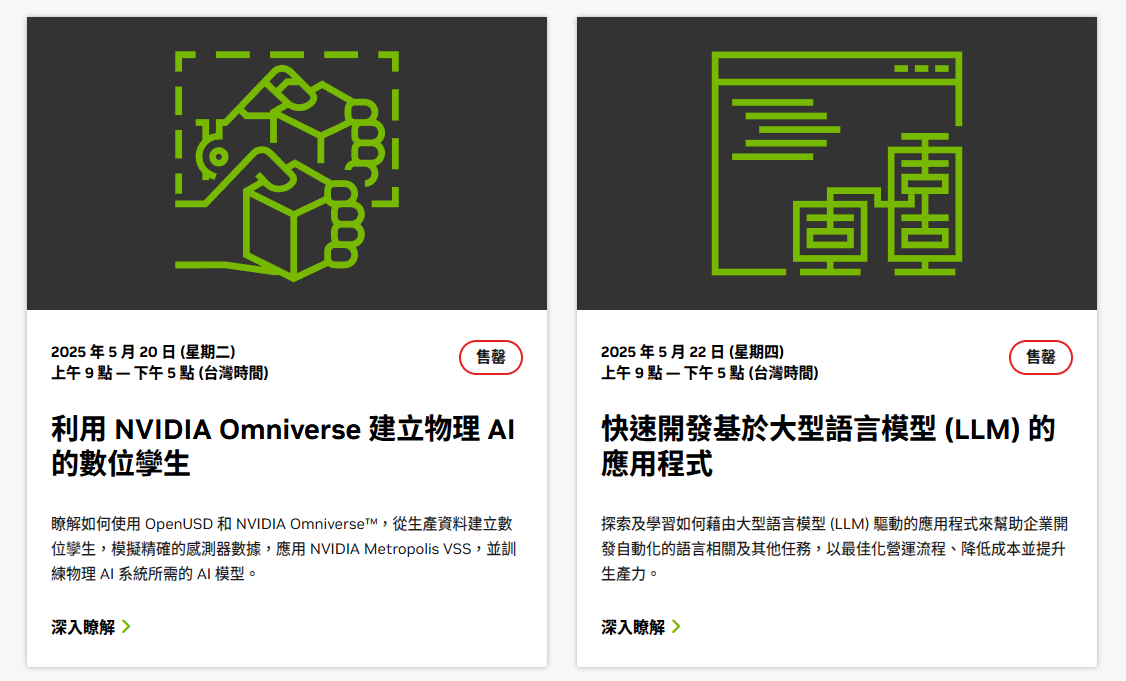 2025 年 5 月 20 日 (星期二)
上午 9 點 — 下午 5 點 (台灣時間)
售罄
利用 NVIDIA Omniverse 建立物理 AI
的數位孿生
瞭解如何使用 OpenUSD 和 NVIDIA Omniverse™，從生產資料建立數
位孿生，模擬精確的感測器數據，應用 NVIDIA Metropolis VSS，並訓
練物理 AI 系統所需的 AI 模型。
深入瞭解
2025 年 5 月 22 日 (星期四)
上午 9 點 — 下午 5 點 (台灣時間)
售罄
快速開發基於大型語言模型 (LLM) 的
應用程式
探索及學習如何藉由大型語言模型 (LLM) 驅動的應用程式來幫助企業開
發自動化的語言相關及其他任務，以最佳化營運流程、降低成本並提升
生產力。
深入瞭解